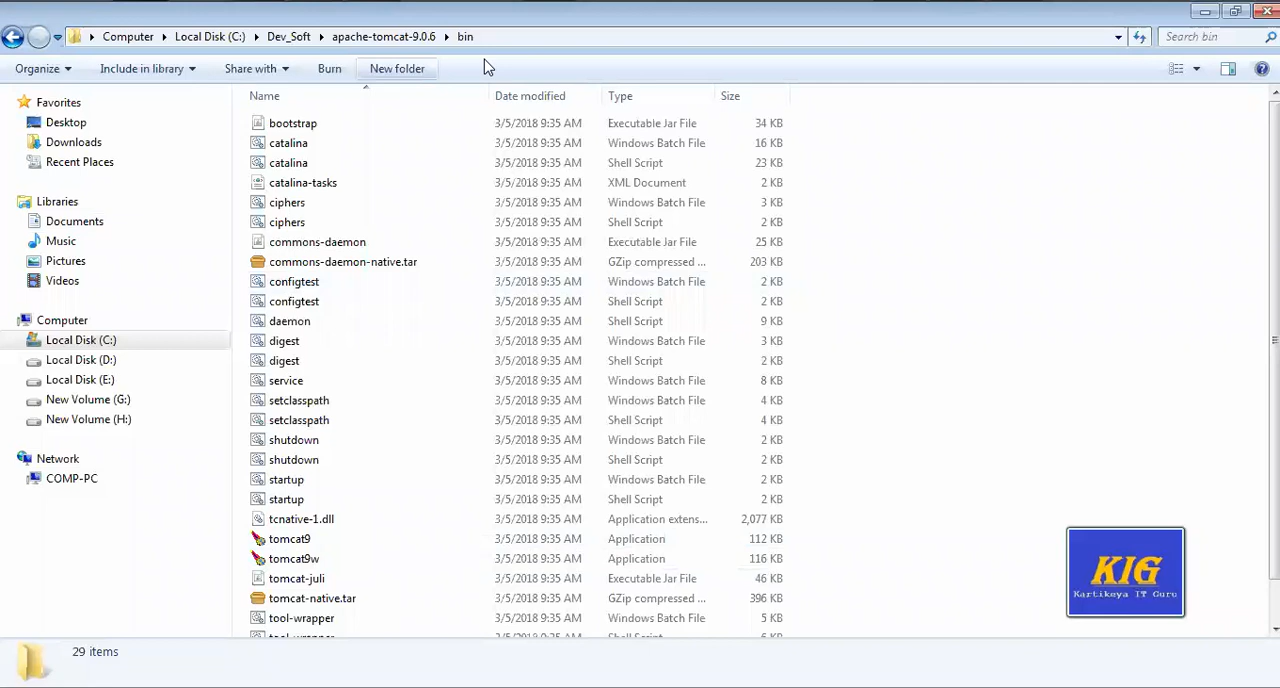 Computer Local Disk (C:) Dev_Soft apache-tomcat-9.0.6 bin Search bin
Organize Include in library Share with Burn New folder
Name Date modified Type Size
Favorites
Desktop
Downloads
Recent Places
Libraries
Documents
Music
Pictures
Videos
Computer
Local Disk (C:)
Local Disk (D:)
Local Disk (E:)
New Volume (G:)
New Volume (H:)
Network
COMP-PC
bootstrap 3/5/2018 9:35 AM Executable Jar File 34 KB
catalina 3/5/2018 9:35 AM Windows Batch File 16 KB
catalina 3/5/2018 9:35 AM Shell Script 23 KB
catalina-tasks 3/5/2018 9:35 AM XML Document 2 KB
ciphers 3/5/2018 9:35 AM Windows Batch File 3 KB
ciphers 3/5/2018 9:35 AM Shell Script 2 KB
commons-daemon 3/5/2018 9:35 AM Executable Jar File 25 KB
commons-daemon-native.tar 3/5/2018 9:35 AM GZip compressed ... 203 KB
configtest 3/5/2018 9:35 AM Windows Batch File 2 KB
configtest 3/5/2018 9:35 AM Shell Script 2 KB
daemon 3/5/2018 9:35 AM Shell Script 9 KB
digest 3/5/2018 9:35 AM Windows Batch File 3 KB
digest 3/5/2018 9:35 AM Shell Script 2 KB
service 3/5/2018 9:35 AM Windows Batch File 8 KB
setclasspath 3/5/2018 9:35 AM Windows Batch File 4 KB
setclasspath 3/5/2018 9:35 AM Shell Script 4 KB
shutdown 3/5/2018 9:35 AM Windows Batch File 2 KB
shutdown 3/5/2018 9:35 AM Shell Script 2 KB
startup 3/5/2018 9:35 AM Windows Batch File 2 KB
startup 3/5/2018 9:35 AM Shell Script 2 KB
tcnative-1.dll 3/5/2018 9:35 AM Application extens... 2,077 KB
tomcat9 3/5/2018 9:35 AM Application 112 KB
tomcat9w 3/5/2018 9:35 AM Application 116 KB
tomcat-juli 3/5/2018 9:35 AM Executable Jar File 46 KB
tomcat-native.tar 3/5/2018 9:35 AM GZip compressed ... 396 KB
tool-wrapper 3/5/2018 9:35 AM Windows Batch File 5 KB
KIG
Kartikeya IT Guru
29 items